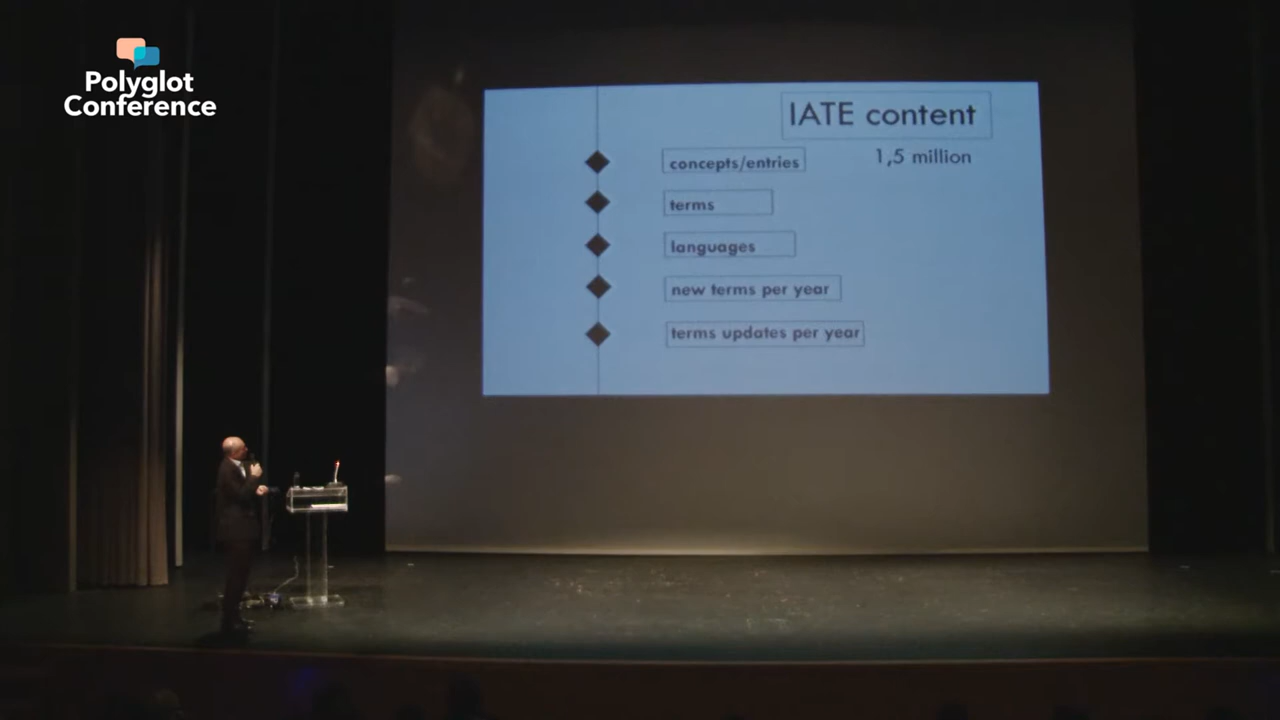 Polyglot
Conference
IATE content
concepts/entries 1,5 million
terms
languages
new terms per year
terms updates per year